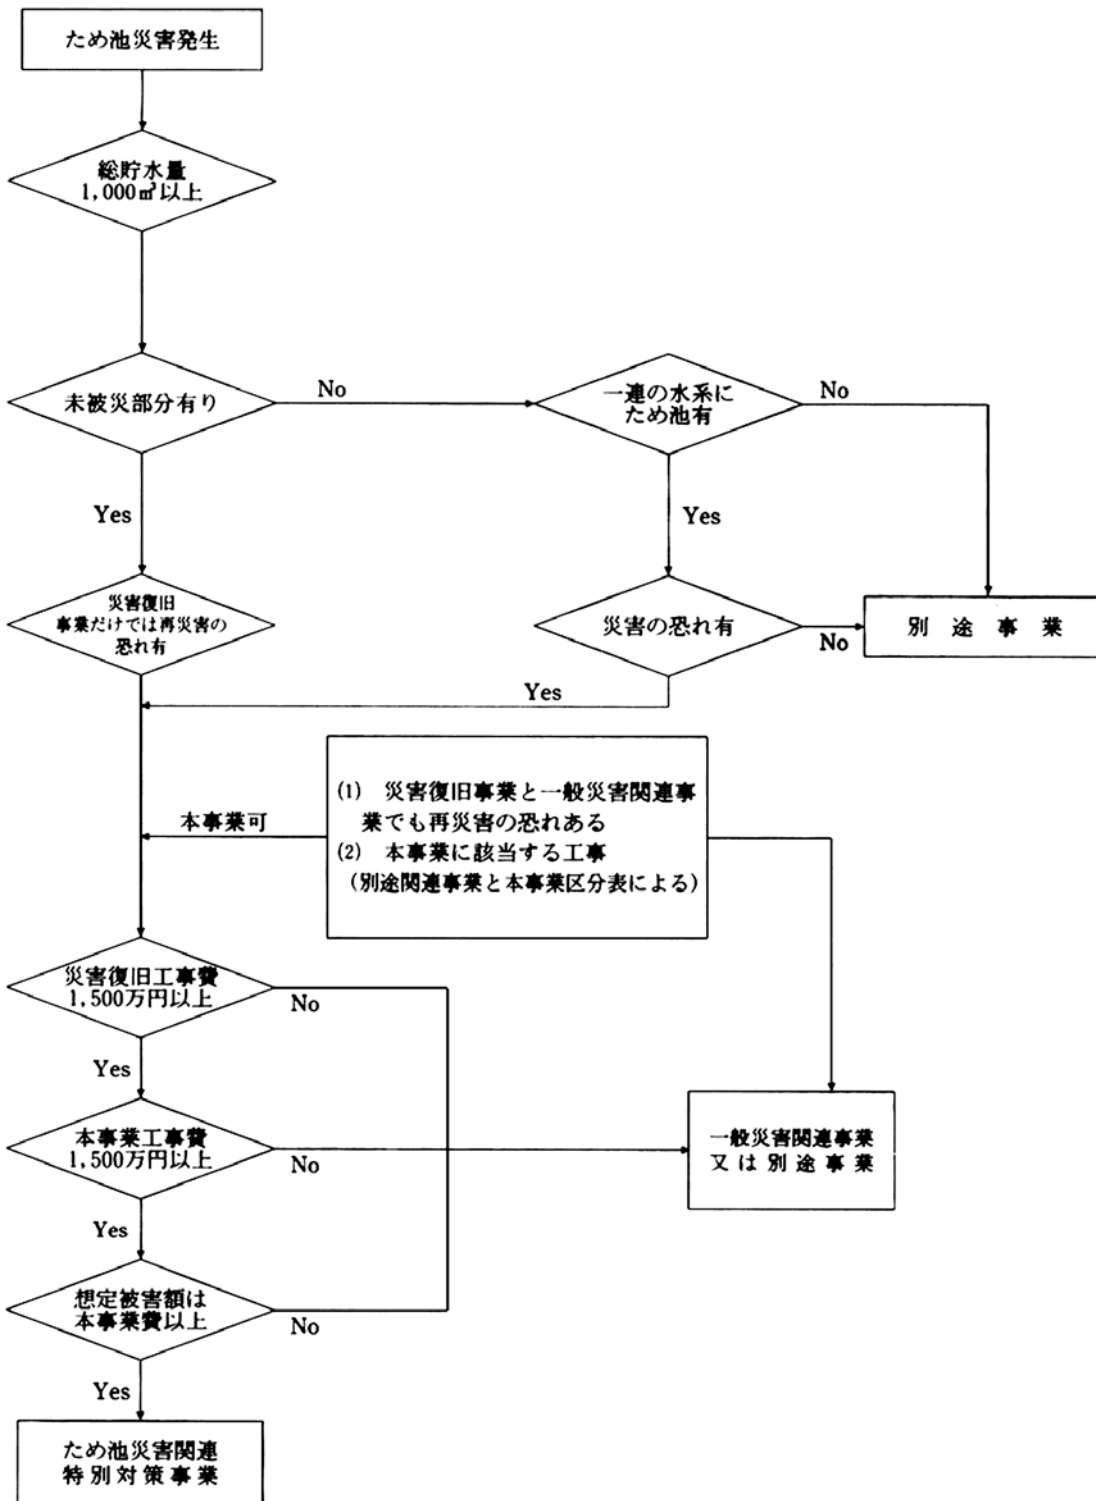 ため池災害発生
総貯水量
1,000㎥以上
未被災部分有り
No
一連の水系に
ため池有
No
Yes
Yes
災害復旧
事業だけでは再災害の
恐れ有
災害の恐れ有
No
別途事業
Yes
(1) 災害復旧事業と一般災害関連事
業でも再災害の恐れある
(2) 本事業に該当する工事
(別途関連事業と本事業区分表による)
本事業可
災害復旧工事費
1,500万円以上
No
Yes
本事業工事費
1,500万円以上
No
一般災害関連事業
又は別途事業
Yes
想定被害額は
本事業費以上
No
Yes
ため池災害関連
特別対策事業